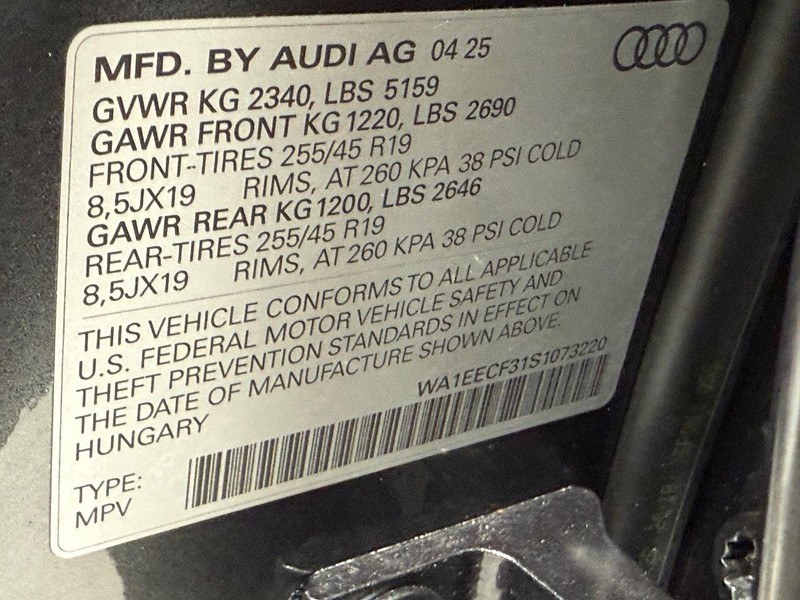 MFD. BY AUDI AG 04 25
GVWR KG 2340, LBS 5159
GAWR FRONT KG 1220, LBS 2690
FRONT-TIRES 255/45 R19
8,5JX19 RIMS, AT 260 KPA 38 PSI COLD
GAWR REAR KG 1200, LBS 2646
REAR-TIRES 255/45 R19
8,5JX19 RIMS, AT 260 KPA 38 PSI COLD
THIS VEHICLE CONFORMS TO ALL APPLICABLE
U.S. FEDERAL MOTOR VEHICLE SAFETY AND
THEFT PREVENTION STANDARDS IN EFFECT ON
THE DATE OF MANUFACTURE SHOWN ABOVE.
HUNGARY WA1EECF31S1073220
TYPE:
MPV